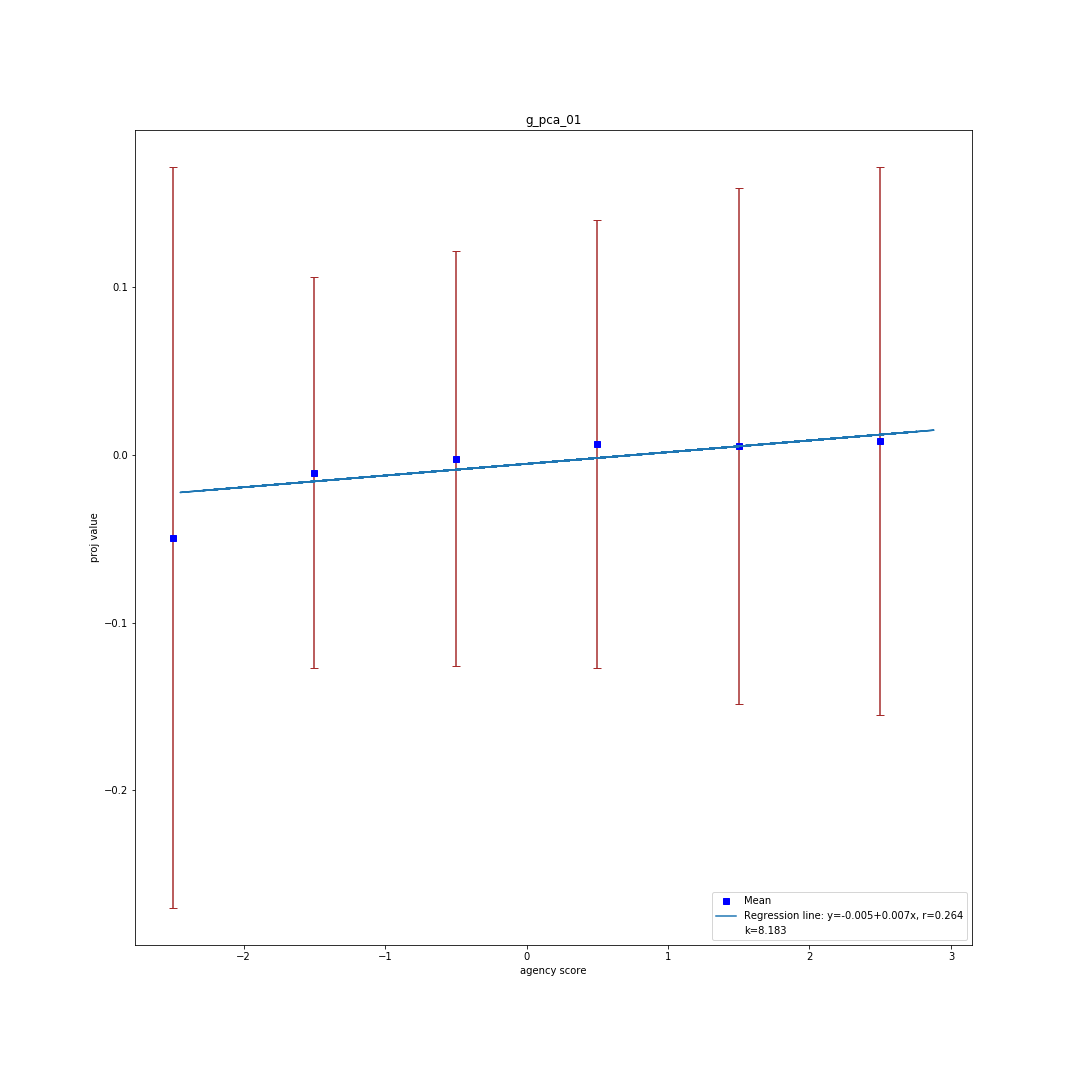 g_pca_01
0.1
0.0
−0.1
−0.2
proj value
−2
−1
0
1
2
3
agency score
Mean
Regression line: y=-0.005+0.007x, r=0.264
k=8.183